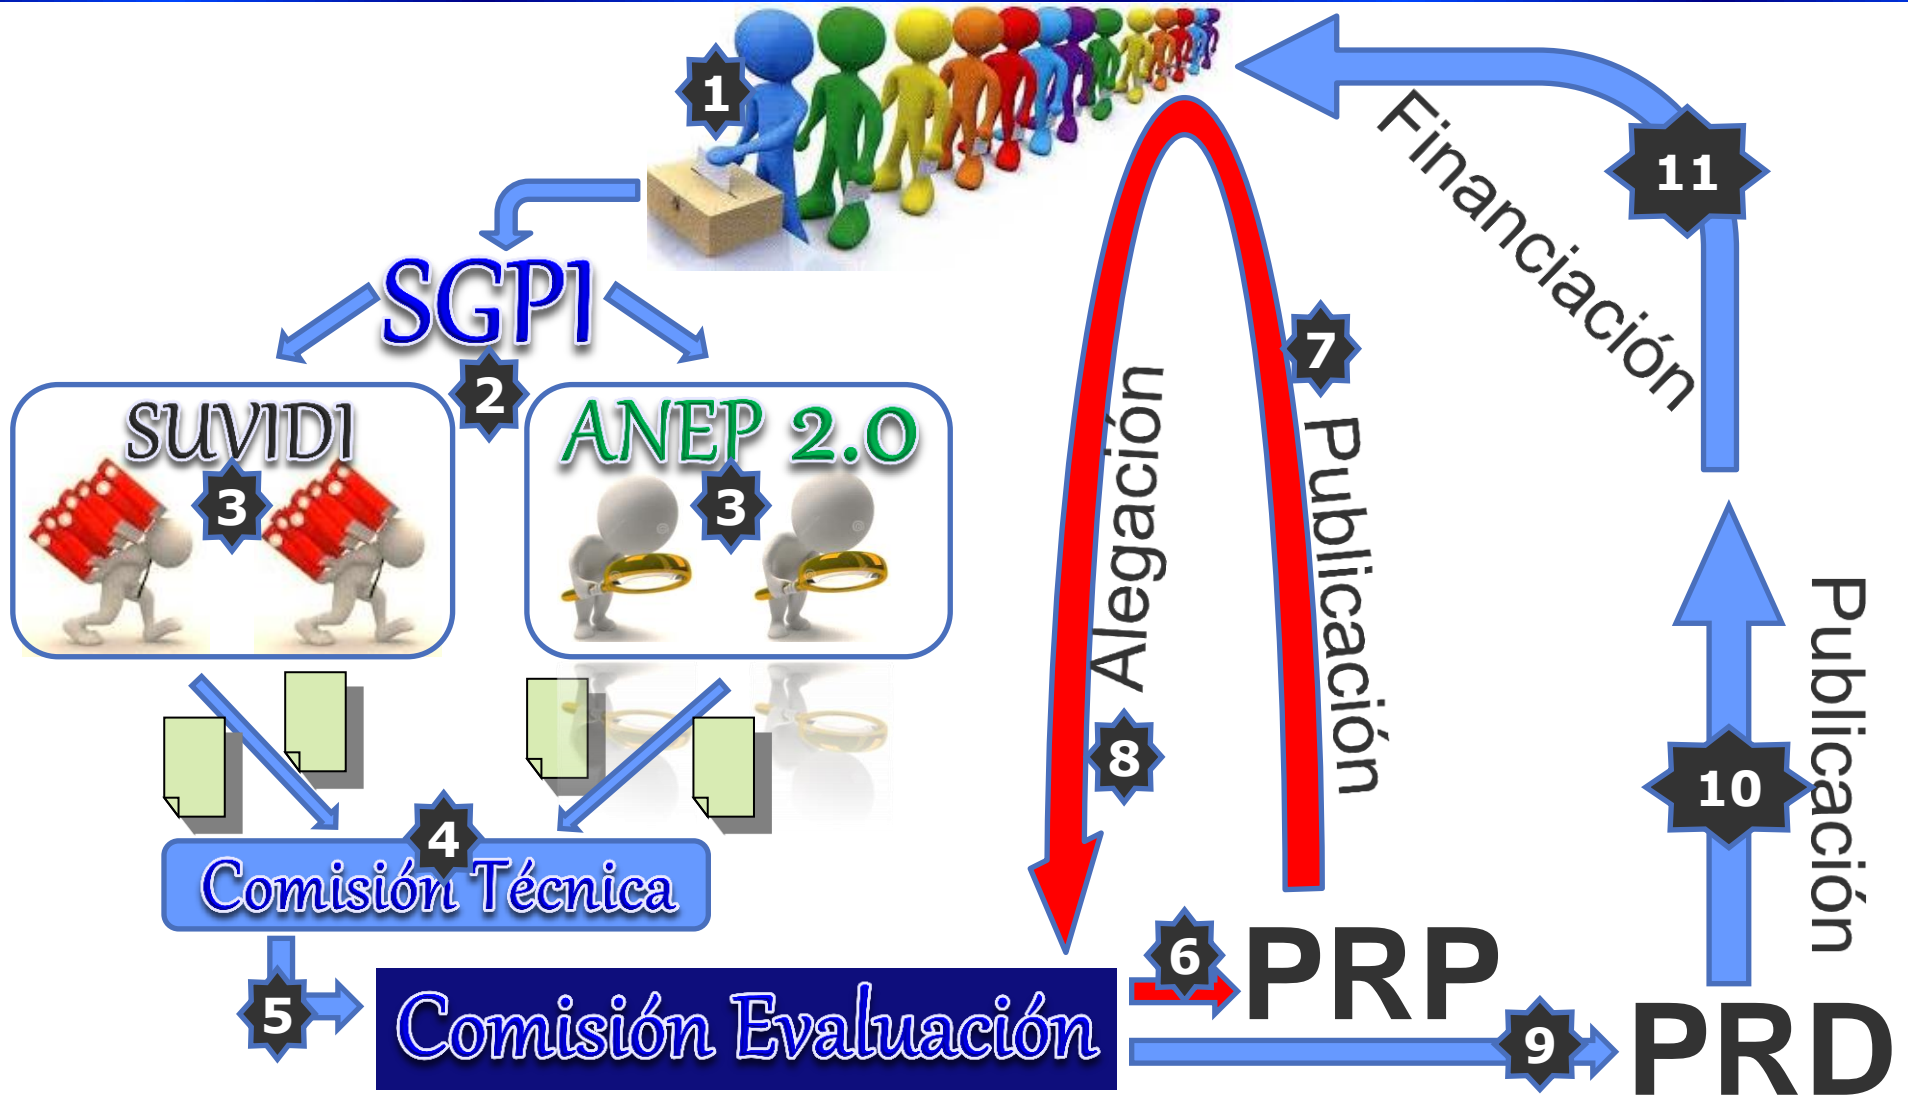 1
11
Financiación
SGPI
2
7
SUVIDI
ANEP 2.0
3
3
Alegación
Publicación
8
4
Comisión Técnica
10
Publicación
5
Comisión Evaluación
6
PRP
9
PRD